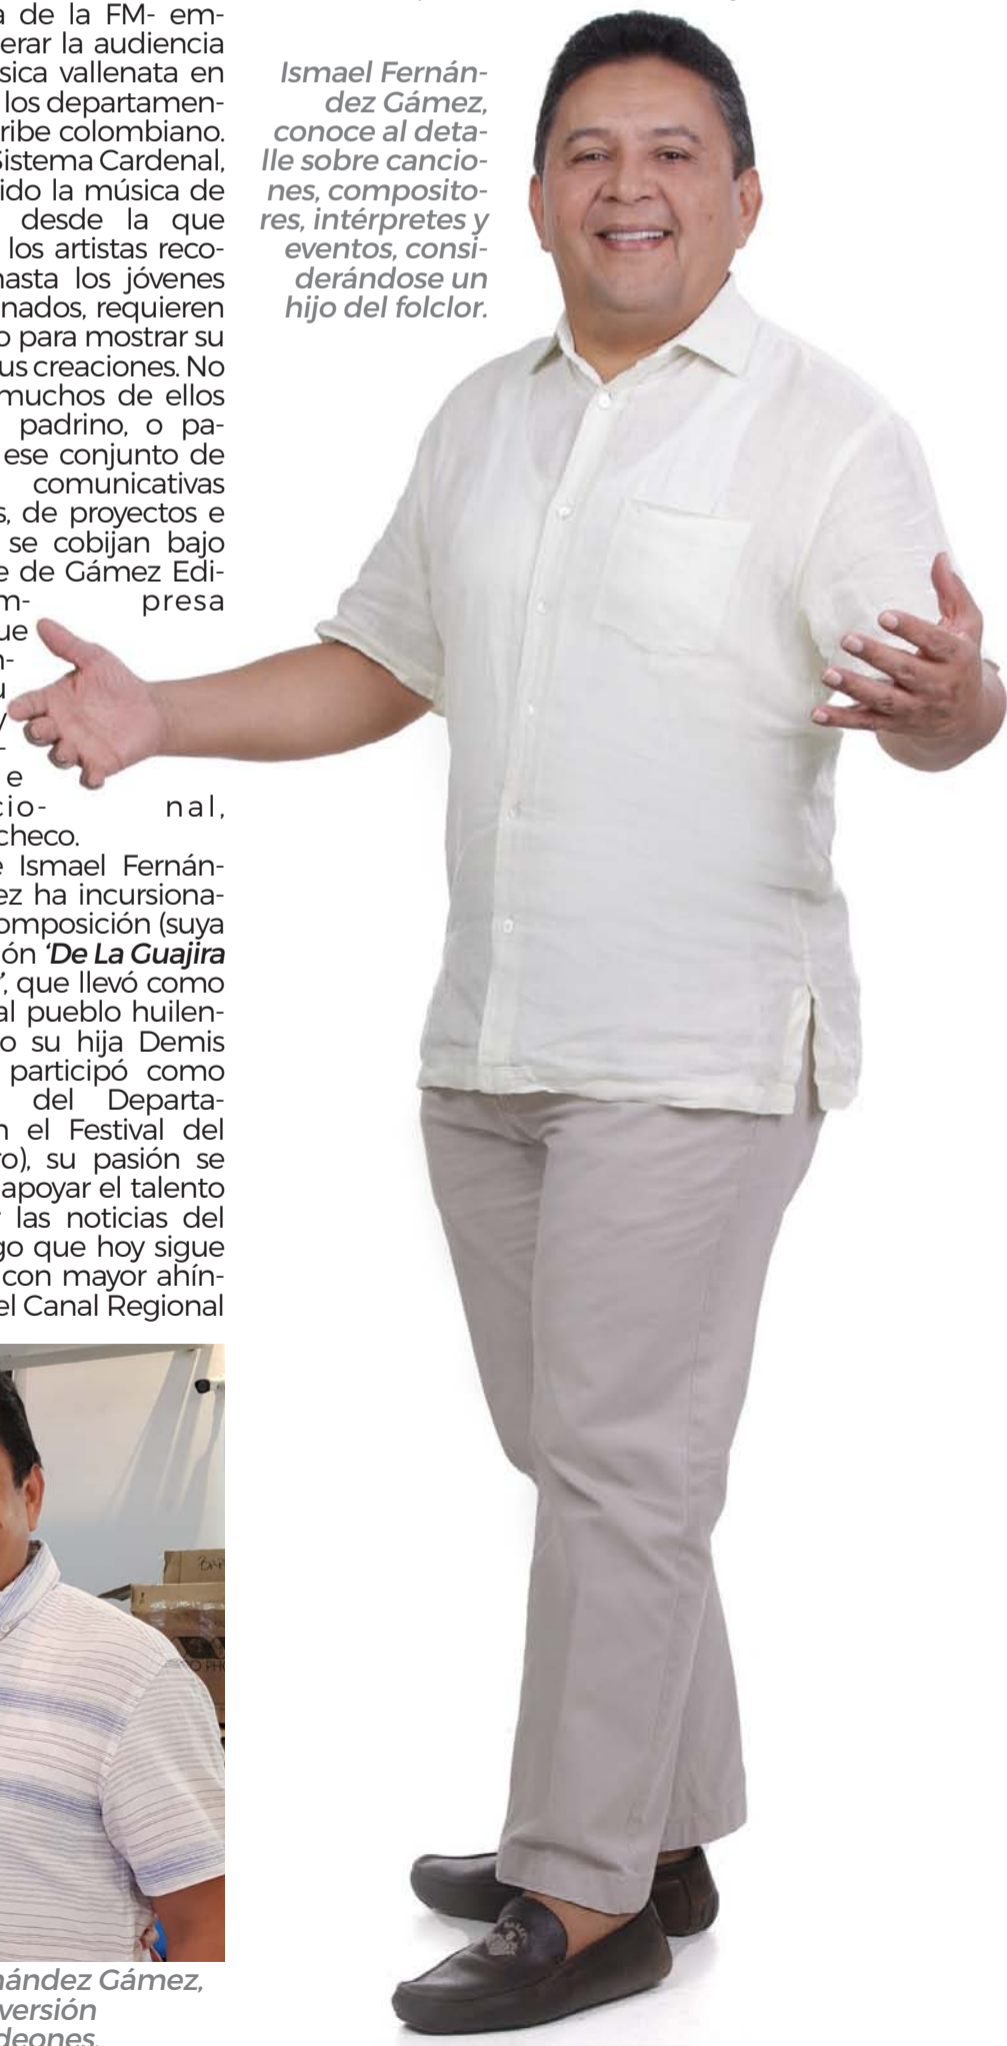 a de la FM- em-
erar la audiencia
sica vallenata en
los departamen-
ribe colombiano.
Sistema Cardenal,
ido la música de
desde la que
los artistas reco-
hasta los jóvenes
nados, requieren
o para mostrar su
us creaciones. No
muchos de ellos
padrino, o pa-
ese conjunto de
comunicativas
s, de proyectos e
se cobijan bajo
e de Gámez Edi-
m- presa
ue
n-
u
y
-
e
cio- nal,
checo.
e Ismael Fernán-
ez ha incursiona-
omposición (suya
ón ‘De La Guajira
’, que llevó como
al pueblo huilen-
o su hija Demis
participó como
del Departa-
n el Festival del
ro), su pasión se
apoyar el talento
r las noticias del
go que hoy sigue
con mayor ahín-
el Canal Regional
Ismael Fernán-
dez Gámez,
conoce al deta-
lle sobre cancio-
nes, composito-
res, intérpretes y
eventos, consi-
derándose un
hijo del folclor.
nández Gámez,
versión
deones.